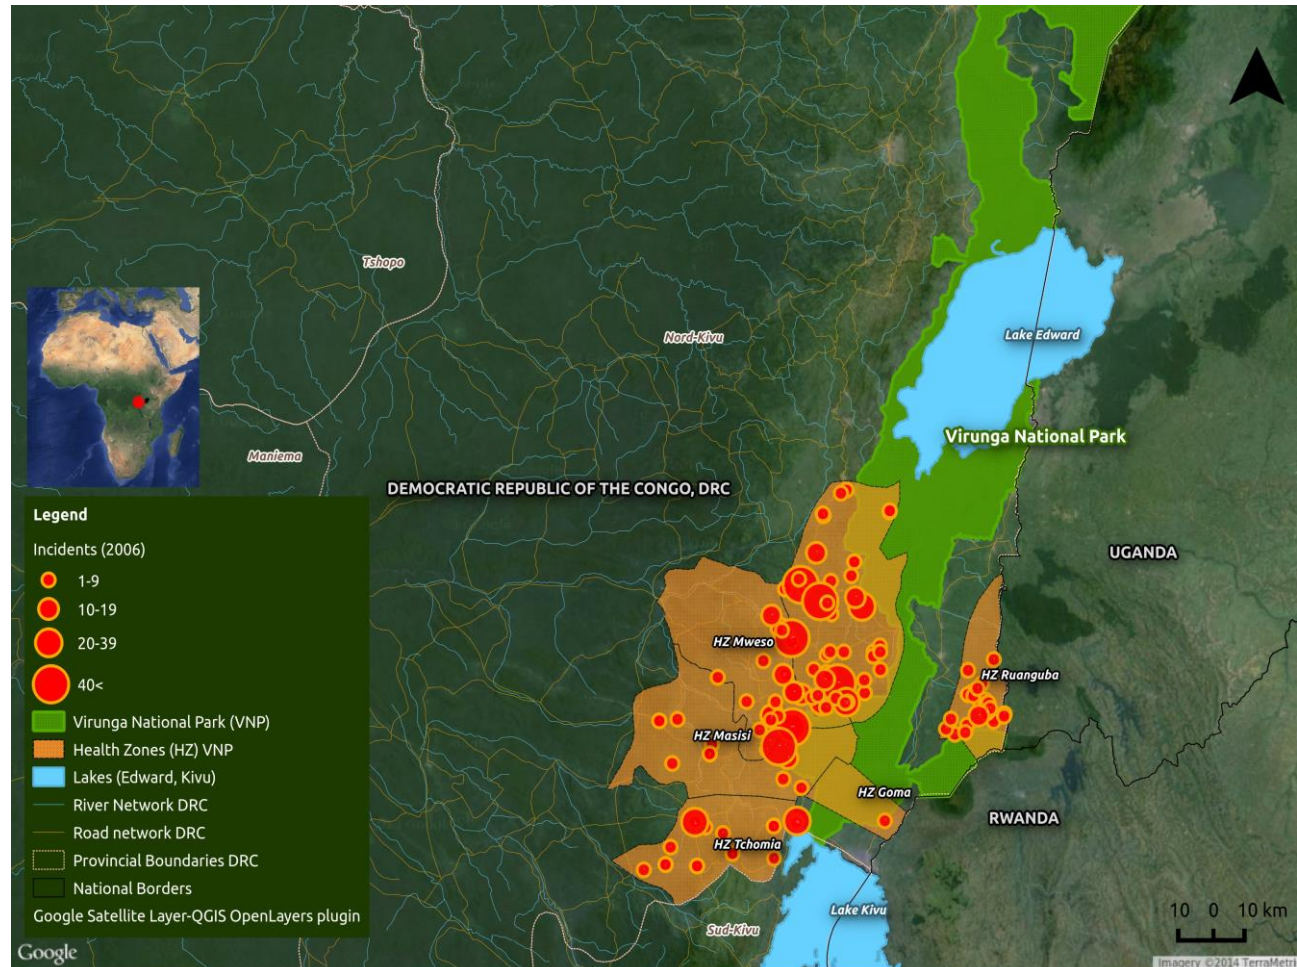 Tshopo
Nord-Kivu
Lake Edward
Virunga National Park
Maniema
DEMOCRATIC REPUBLIC OF THE CONGO, DRC
UGANDA
HZ Mweso
HZ Ruanguba
HZ Masisi
HZ Goma
RWANDA
HZ Tchomia
Lake Kivu
Sud-Kivu
Legend
Incidents (2006)
1-9
10-19
20-39
40<
Virunga National Park (VNP)
Health Zones (HZ) VNP
Lakes (Edward, Kivu)
River Network DRC
Road network DRC
Provincial Boundaries DRC
National Borders
Google Satellite Layer-QGIS OpenLayers plugin
10 0 10 km
Google
Imagery ©2014 TerraMetri